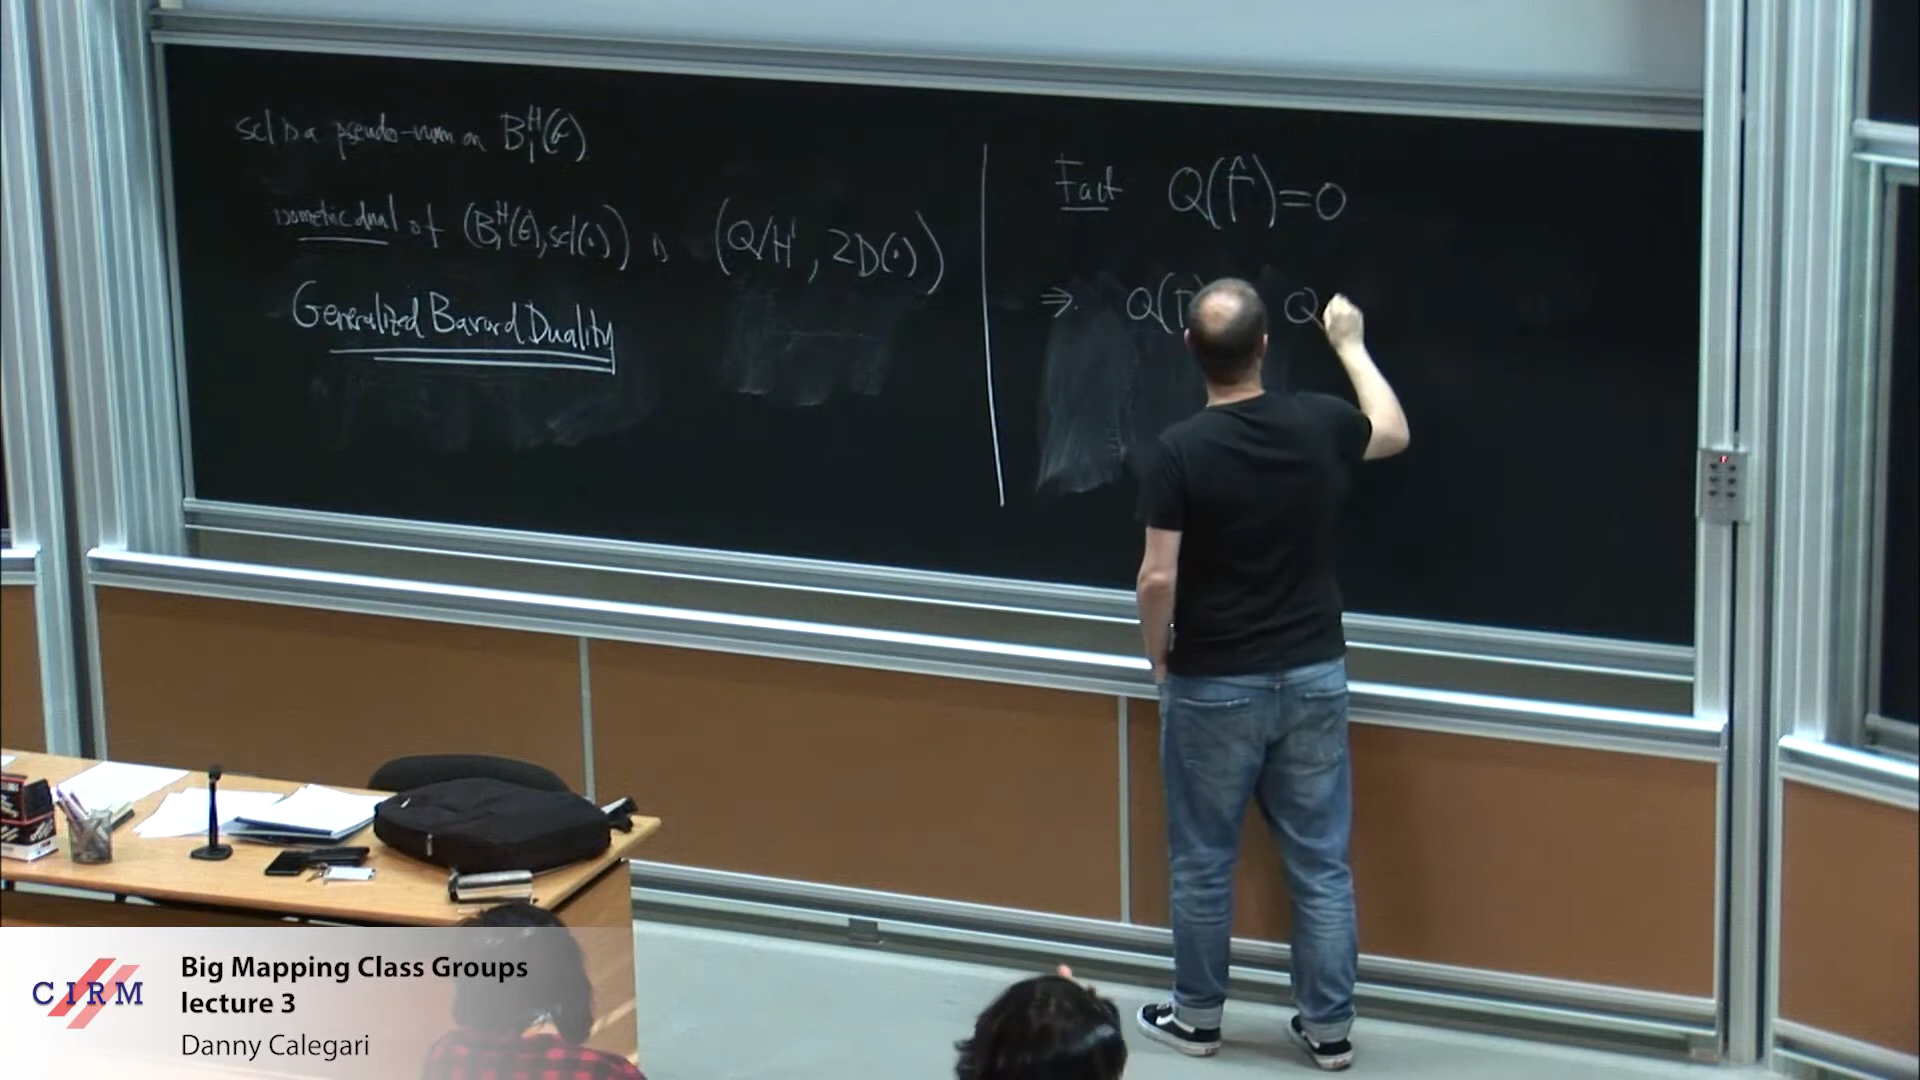 scl is a pseudo-norm on B₁ᴴ(G)
isometric dual of (B₁ᴴ(G), scl(·)) is (Q/H¹, 2D(·))
Generalized Bavard Duality
Fact Q(Γ̂)=0
⇒ Q(Γ Q
CIRM
Big Mapping Class Groups
lecture 3
Danny Calegari